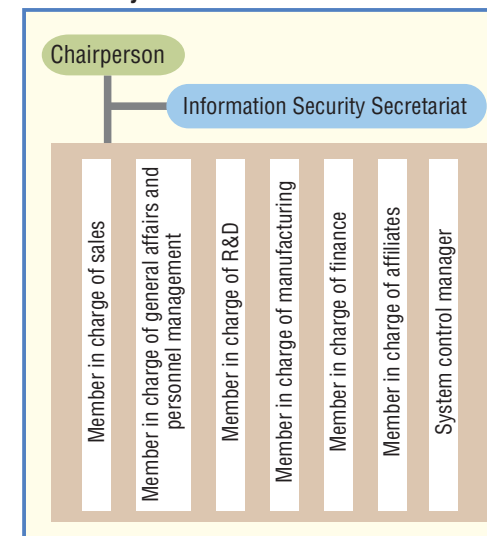 Chairperson
Information Security Secretariat
Member in charge of sales
Member in charge of general affairs and
personnel management
Member in charge of R&D
Member in charge of manufacturing
Member in charge of finance
Member in charge of affiliates
System control manager